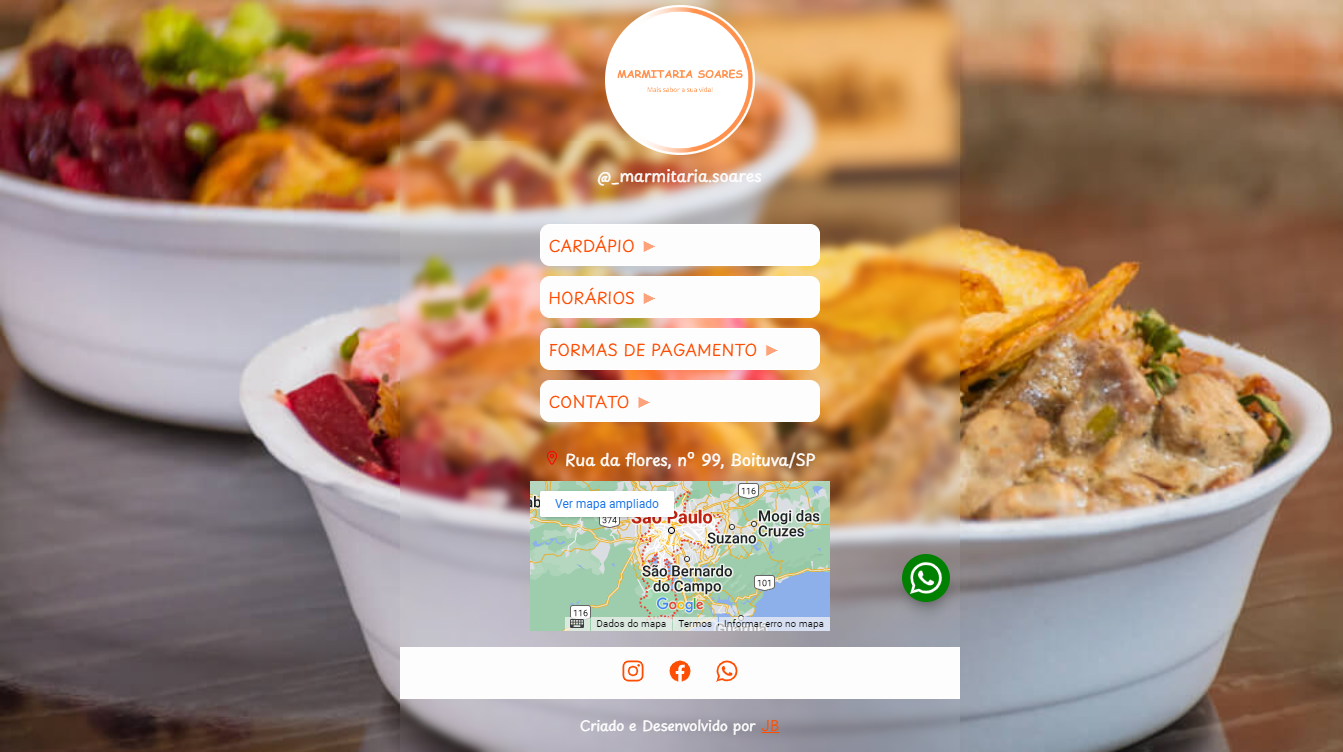 MARMITARIA SOARES
Mais sabor a sua vida!
@_marmitaria.soares
CARDÁPIO ►
HORÁRIOS ►
FORMAS DE PAGAMENTO ►
CONTATO ►
Rua da flores, nº 99, Boituva/SP
Ver mapa ampliado
116
374
São Paulo
Mogi das
Cruzes
Suzano
São Bernardo
do Campo
101
Google
116
Dados do mapa
Termos
Informar erro no mapa
Criado e Desenvolvido por JB